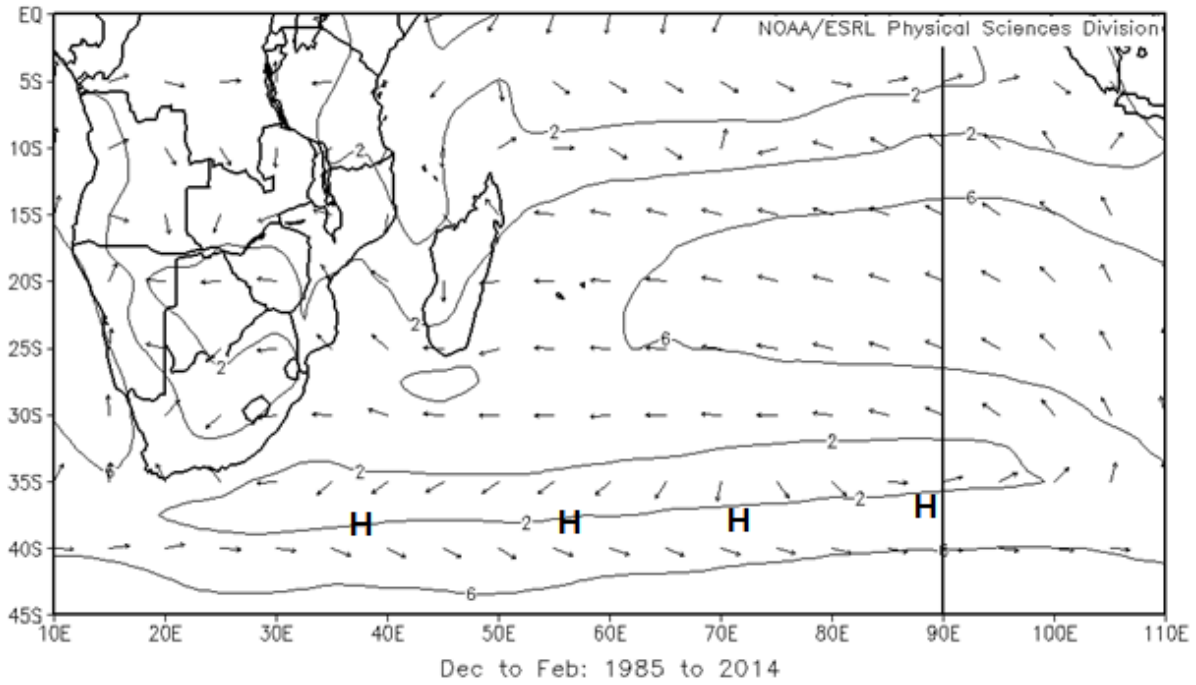 EQ
NOAA/ESRL Physical Sciences Division
5S
2
2
10S
2
2
15S
6
20S
2
25S
6
2
30S
2
2
6
35S
2
H H H H
2
40S
6
6
45S
10E 20E 30E 40E 50E 60E 70E 80E 90E 100E 110E
Dec to Feb: 1985 to 2014